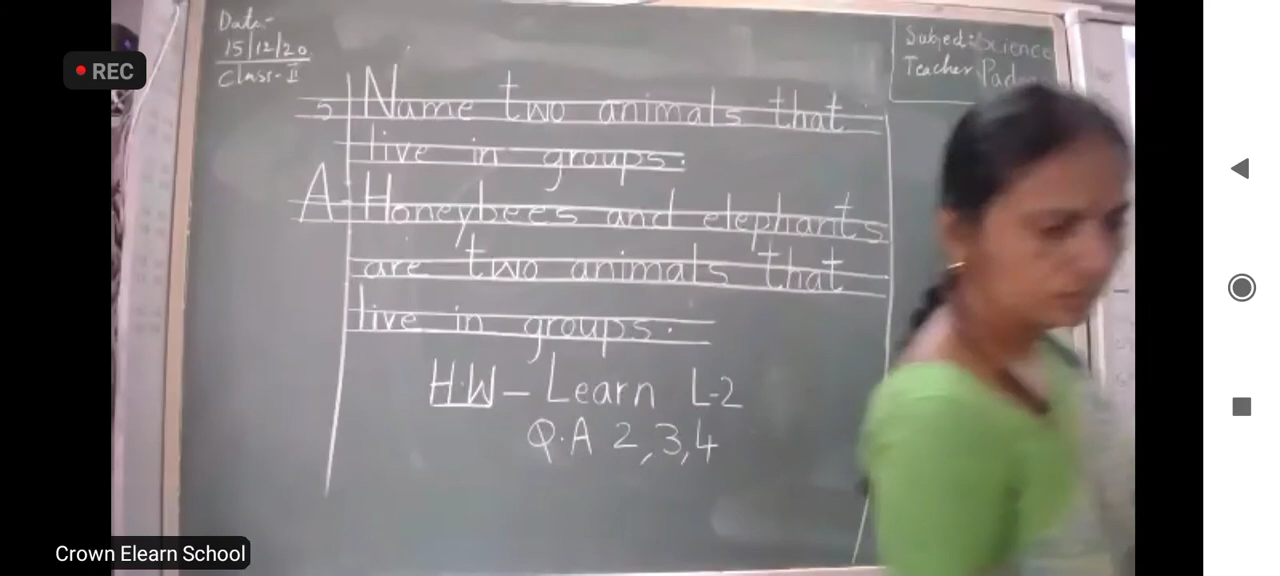 Date:-
15/12/20
Class-II
Subject: Science
Teacher:
REC
5) Name two animals that
live in groups.
A- Honeybees and elephants
are two animals that
live in groups.
H.W - Learn L-2
Q.A 2,3,4
Crown Elearn School